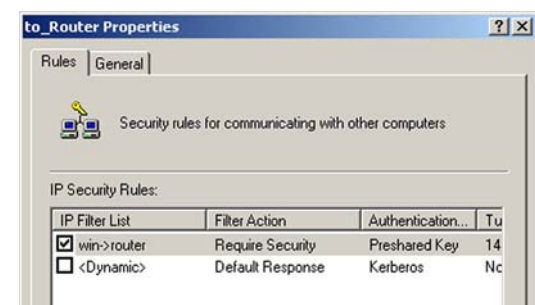 to_Router Properties
Rules General
Security rules for communicating with other computers
IP Security Rules:
IP Filter List Filter Action Authentication... Tu
win->router Require Security Preshared Key 14
<Dynamic> Default Response Kerberos Nc